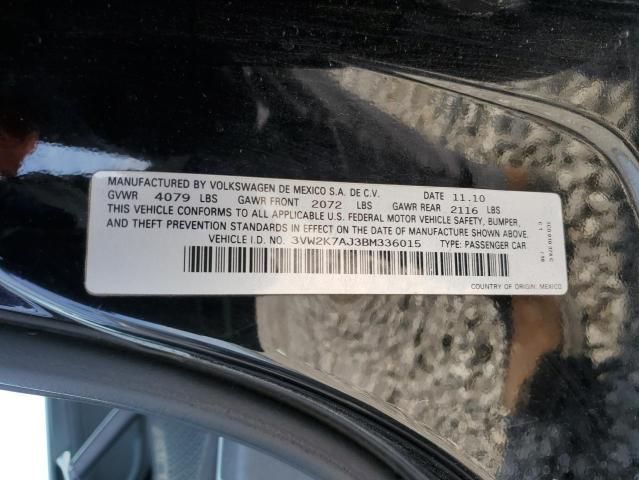 MANUFACTURED BY VOLKSWAGEN DE MEXICO S.A. DE C.V. DATE 11.10
GVWR 4079 LBS GAWR FRONT 2072 LBS GAWR REAR 2116 LBS
THIS VEHICLE CONFORMS TO ALL APPLICABLE U.S. FEDERAL MOTOR VEHICLE SAFETY, BUMPER,
AND THEFT PREVENTION STANDARDS IN EFFECT ON THE DATE OF MANUFACTURE SHOWN ABOVE.
VEHICLE I.D. NO. 3VW2K7AJ3BM336015 TYPE: PASSENGER CAR
COUNTRY OF ORIGIN: MEXICO